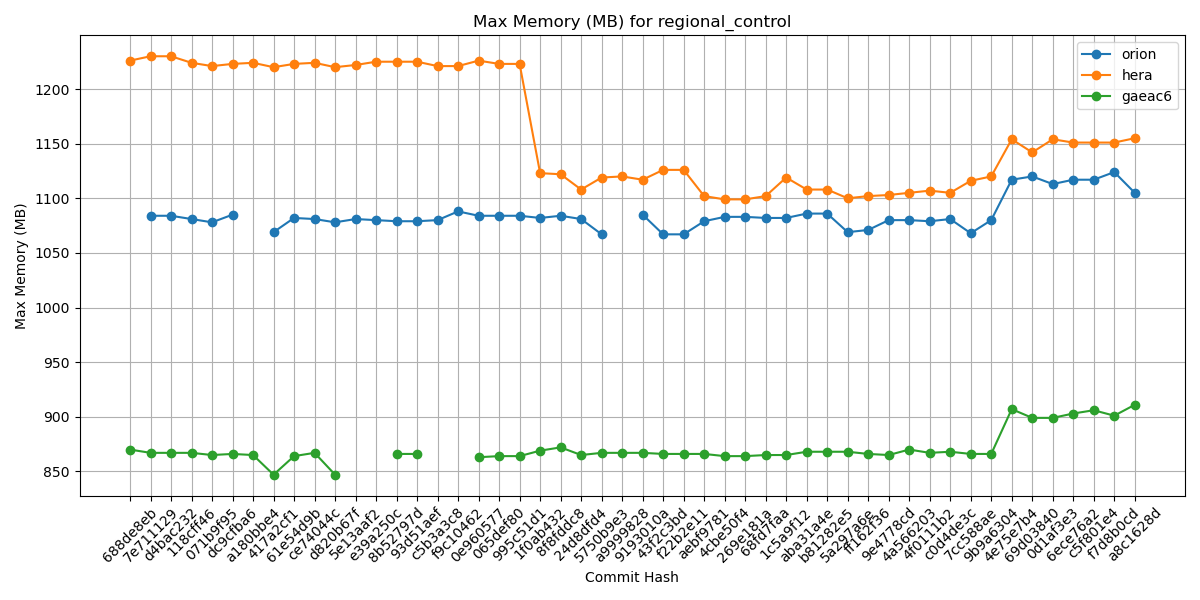 Max Memory (MB) for regional_control
orion
hera
gaeac6
Max Memory (MB)
1200
1150
1100
1050
1000
950
900
850
688de8eb
7e711129
d4bac232
118cff46
071b9f95
dc9cfba6
a180bbe4
417a2cf1
61e54d9b
ce74044c
d820b67f
5e13aaf2
e39a250c
8b52797d
93d51aef
c5b3a3c8
f9c10462
0e960577
065def80
995c51d1
1f0ab432
8f8fddc8
24d8dfd4
5750b9e3
a9999828
9193010a
43f2c3bd
f22b2e11
aebf9781
4cbe50f4
269e181a
68fd7faa
1c5a9f12
aba31a4e
b81282e5
5a297a6e
ff162f36
9e4778cd
4a566203
4f0111b2
c0d4de3c
7cc588ae
9b9a6304
4e75e7b4
69d03840
0d1af3e3
6ece76a2
c5f801e4
f7d8b0cd
a8c1628d
Commit Hash